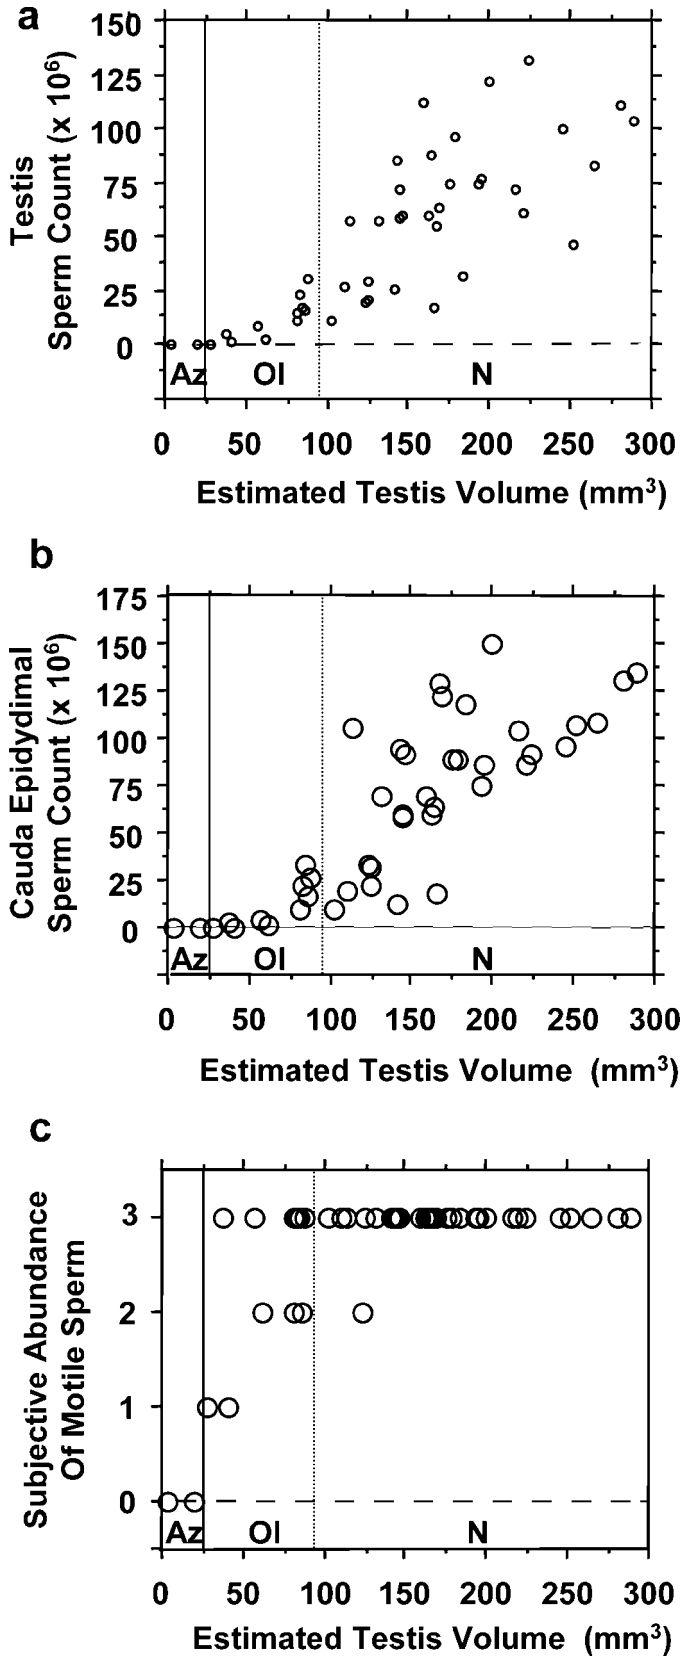 a
Testis
Sperm Count (x 10⁶)
150
125
100
75
50
25
0
Az Ol N
0 50 100 150 200 250 300
Estimated Testis Volume (mm³)
b
Cauda Epidydimal
Sperm Count (x 10⁶)
175
150
125
100
75
50
25
0
Az Ol N
0 50 100 150 200 250 300
Estimated Testis Volume (mm³)
c
Subjective Abundance
Of Motile Sperm
3
2
1
0
Az Ol N
0 50 100 150 200 250 300
Estimated Testis Volume (mm³)